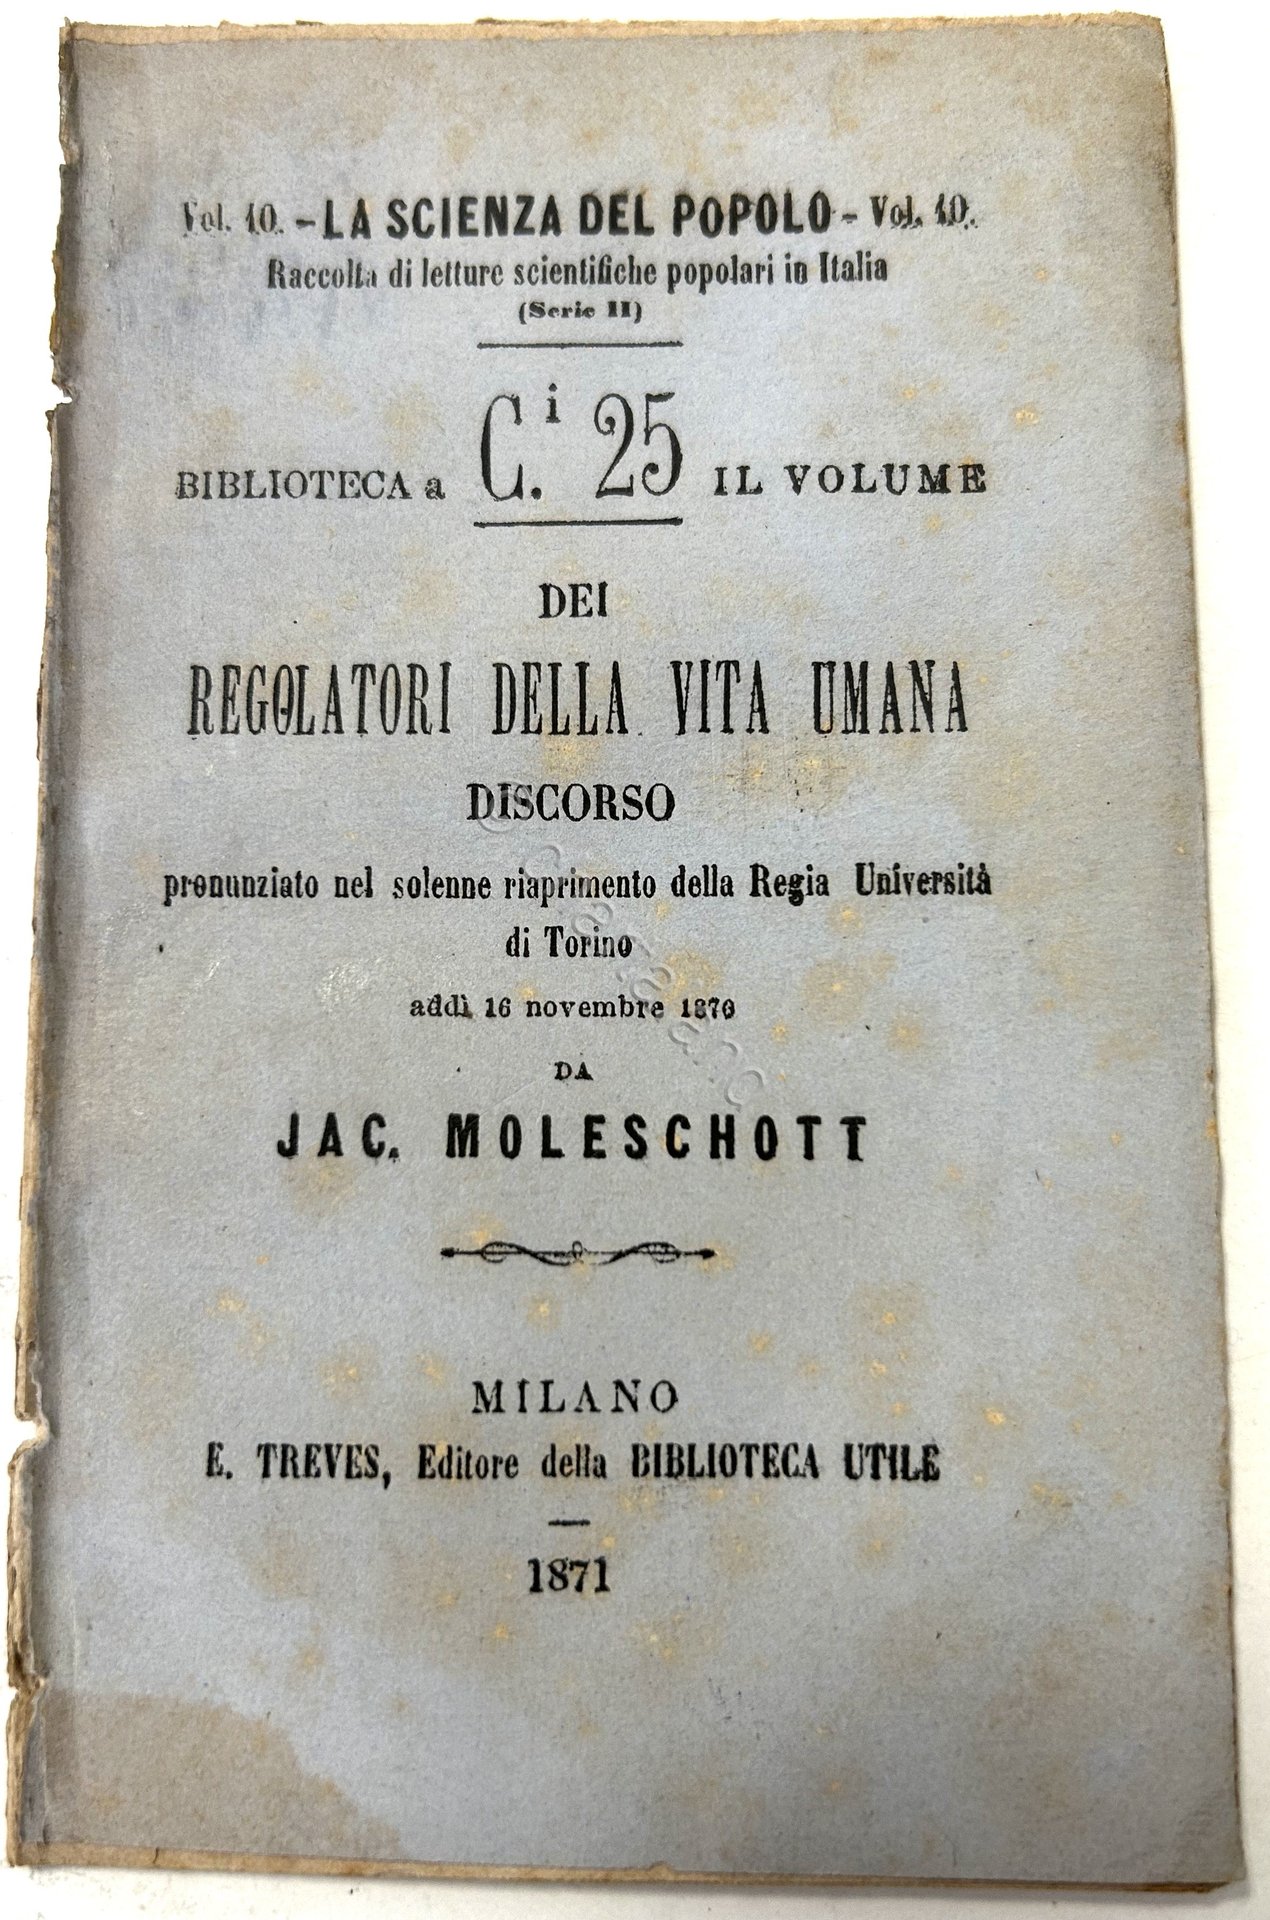 Vol. 10. - LA SCIENZA DEL POPOLO - Vol. 10.
Raccolta di letture scientifiche popolari in Italia
(Serie II)
BIBLIOTECA a C.i 25 IL VOLUME
DEI
REGOLATORI DELLA VITA UMANA
DISCORSO
pronunziato nel solenne riaprimento della Regia Università
di Torino
addì 16 novembre 1870
DA
JAC. MOLESCHOTT
MILANO
E. TREVES, Editore della BIBLIOTECA UTILE
1871